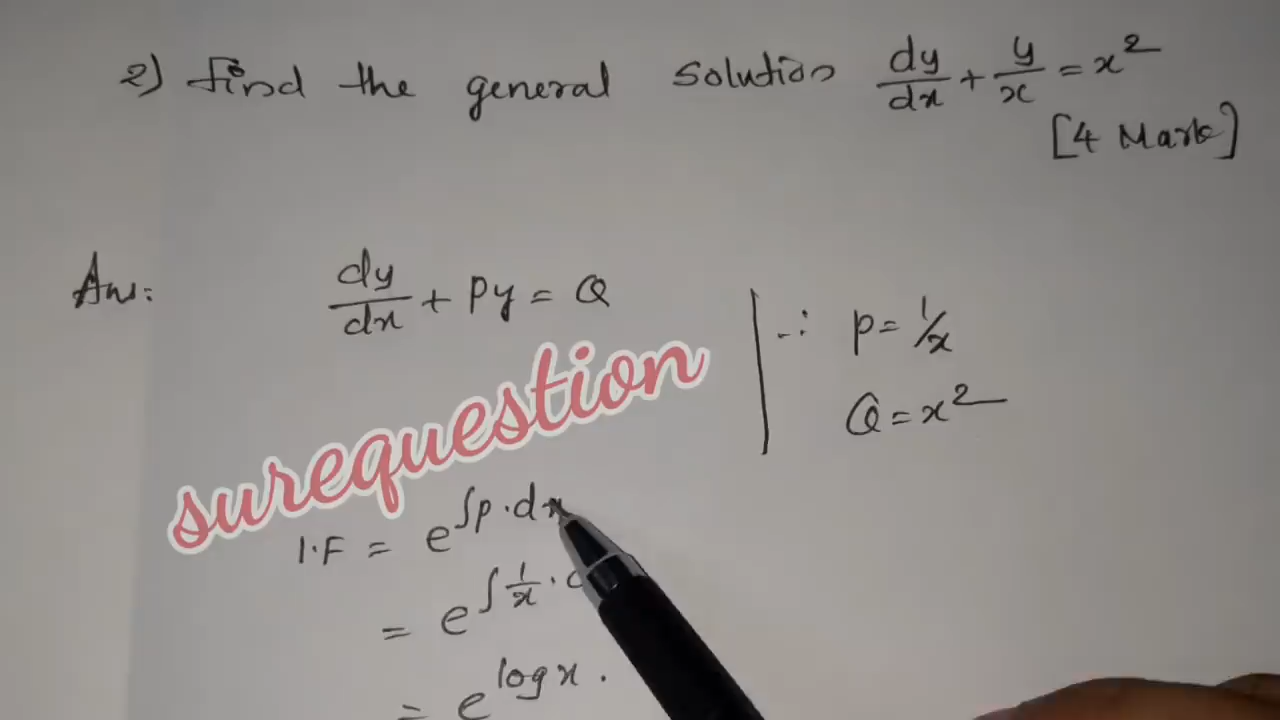 2) Find the general solution dy/dx + y/x = x²
[4 Mark]
Ans:
dy/dx + Py = Q
∴ P = 1/x
Q = x²
surequestion
I.F = e^∫P·dx
= e^∫1/x·
= e^log x.